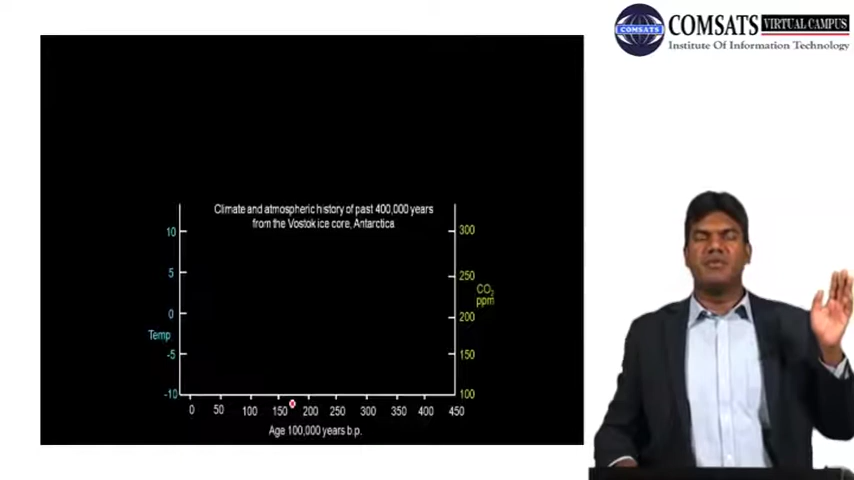 COMSATS VIRTUAL CAMPUS
COMSATS
Institute Of Information Technology
Climate and atmospheric history of past 400,000 years
from the Vostok ice core, Antarctica
10
5
0
Temp
-5
-10
300
250
CO2
ppm
200
150
100
0 50 100 150 200 250 300 350 400 450
Age 100,000 years b.p.